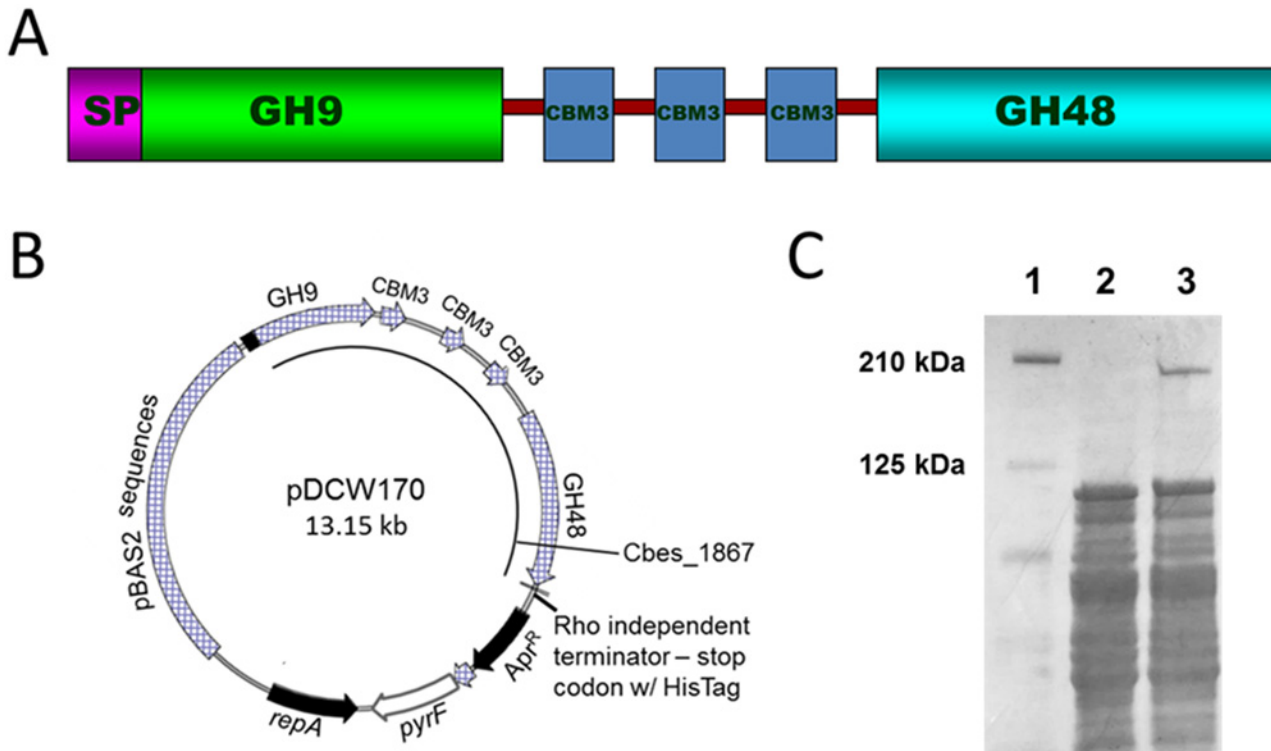 A
SP
GH9
CBM3
CBM3
CBM3
GH48
B
GH9
CBM3
CBM3
CBM3
GH48
pBAS2 sequences
pDCW170
13.15 kb
Cbes_1867
Rho independent
terminator – stop
codon w/ HisTag
AprR
pyrF
repA
C
1 2 3
210 kDa
125 kDa